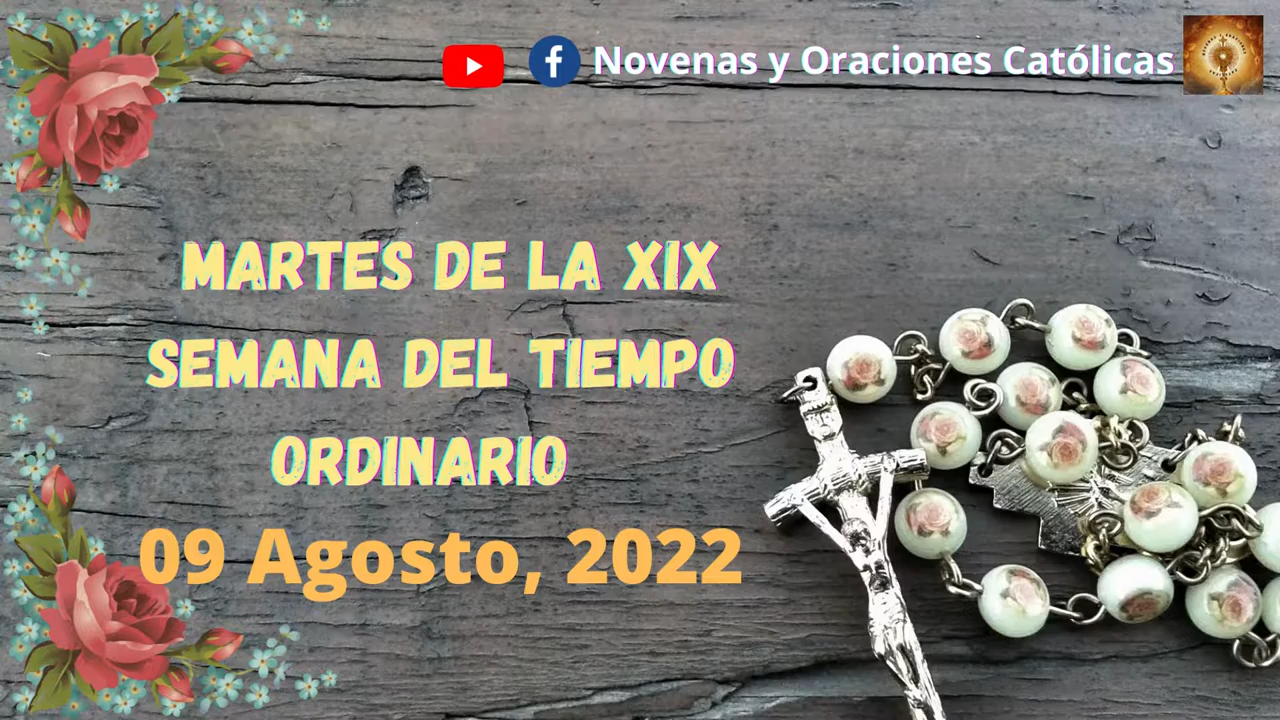 Novenas y Oraciones Católicas
MARTES DE LA XIX
SEMANA DEL TIEMPO
ORDINARIO
09 Agosto, 2022